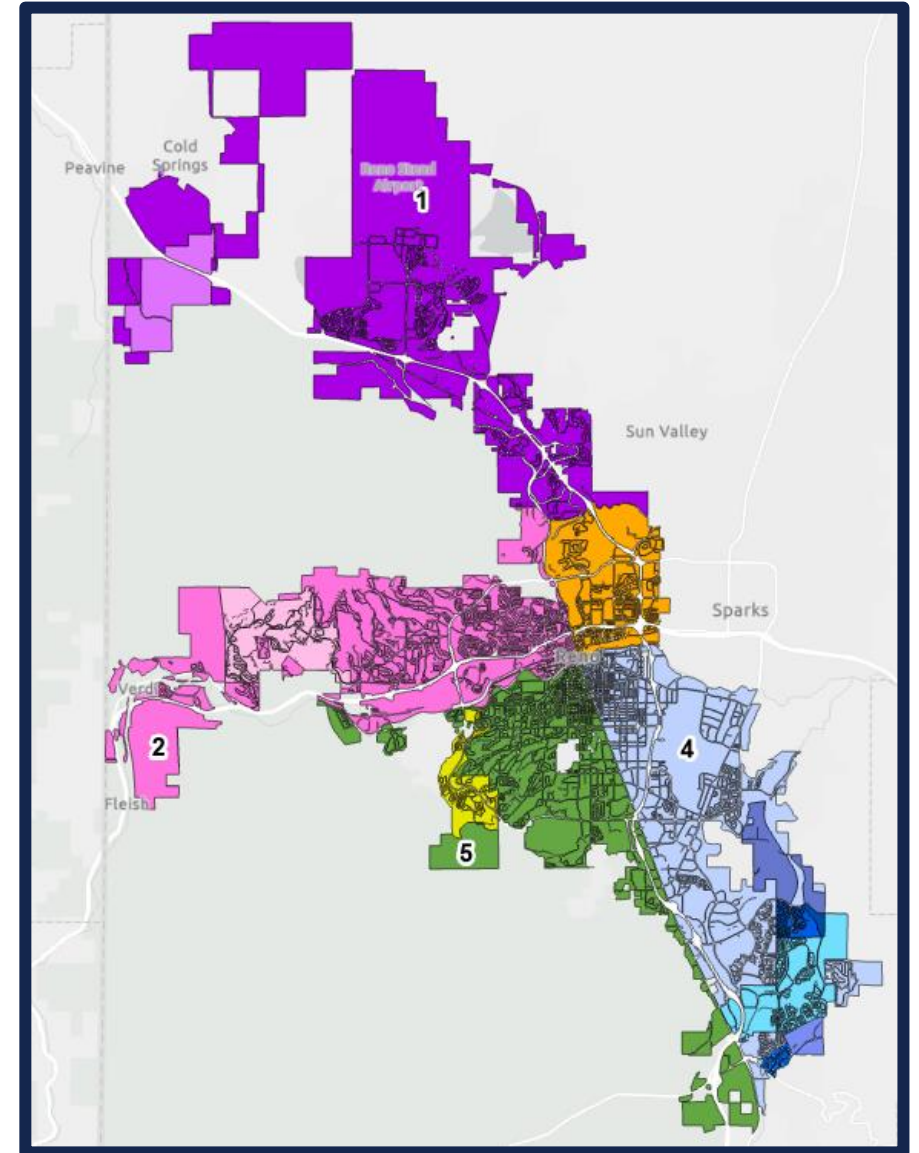 Cold
Springs
Peavine
Reno Stead
Airport
1
Sun Valley
Sparks
Reno
Verdi
2
4
Fleish
5